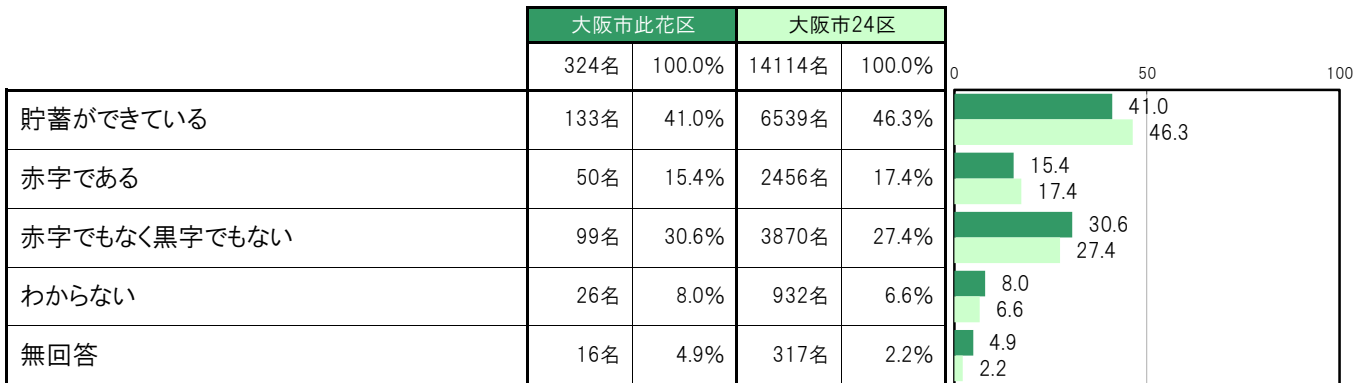 大阪市此花区 大阪市24区
324名 100.0% 14114名 100.0%
0 50 100
貯蓄ができている 133名 41.0% 6539名 46.3%
41.0
46.3
赤字である 50名 15.4% 2456名 17.4%
15.4
17.4
赤字でもなく黒字でもない 99名 30.6% 3870名 27.4%
30.6
27.4
わからない 26名 8.0% 932名 6.6%
8.0
6.6
無回答 16名 4.9% 317名 2.2%
4.9
2.2